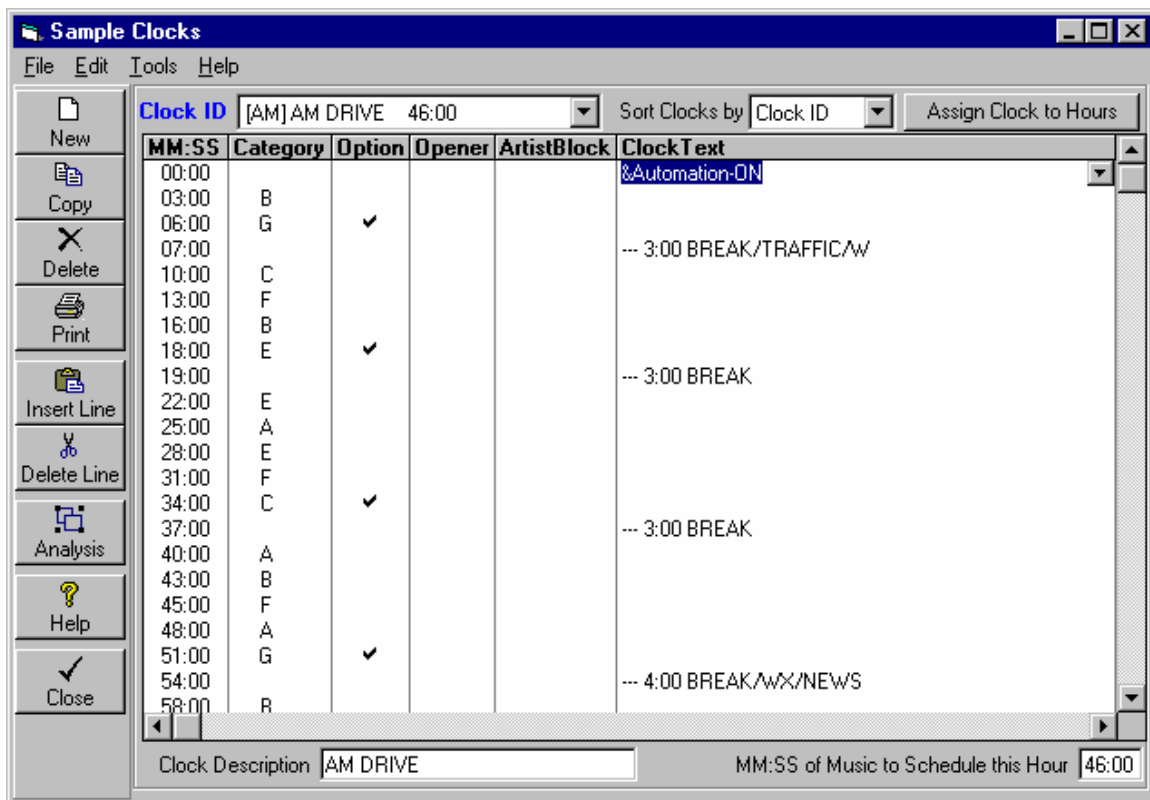 Sample Clocks
File Edit Tools Help
New
Copy
Delete
Print
Insert Line
Delete Line
Analysis
Help
Close
Clock ID [AM] AM DRIVE 46:00 Sort Clocks by Clock ID Assign Clock to Hours
MM:SS Category Option Opener ArtistBlock ClockText
00:00 &Automation-ON
03:00 B
06:00 G ✔
07:00 --- 3:00 BREAK/TRAFFIC/W
10:00 C
13:00 F
16:00 B
18:00 E ✔
19:00 --- 3:00 BREAK
22:00 E
25:00 A
28:00 E
31:00 F
34:00 C ✔
37:00 --- 3:00 BREAK
40:00 A
43:00 B
45:00 F
48:00 A
51:00 G ✔
54:00 --- 4:00 BREAK/WX/NEWS
58:00
Clock Description AM DRIVE MM:SS of Music to Schedule this Hour 46:00